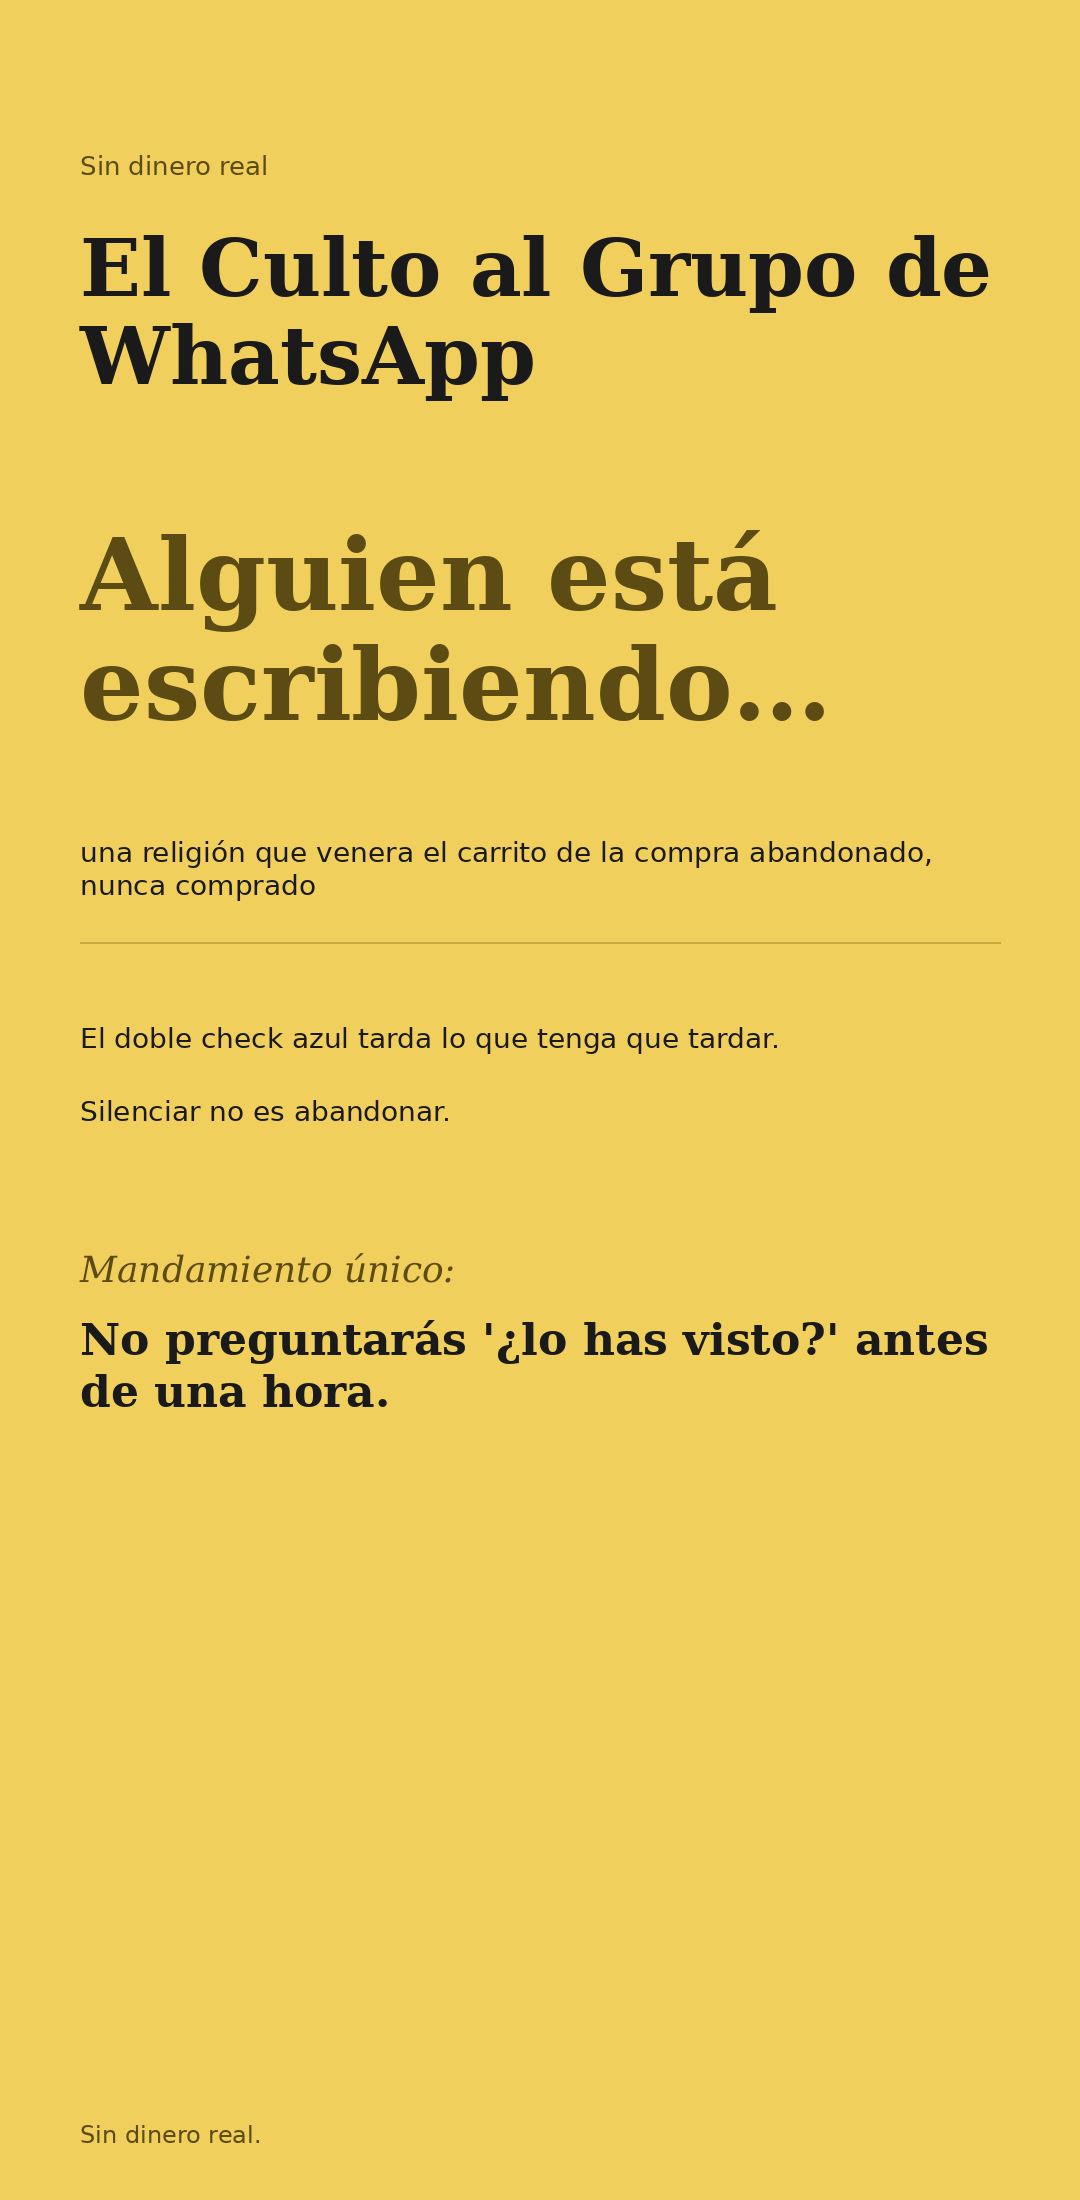 Sin dinero real
El Culto al Grupo de
WhatsApp
Alguien está
escribiendo…
una religión que venera el carrito de la compra abandonado,
nunca comprado
El doble check azul tarda lo que tenga que tardar.
Silenciar no es abandonar.
Mandamiento único:
No preguntarás '¿lo has visto?' antes
de una hora.
Sin dinero real.